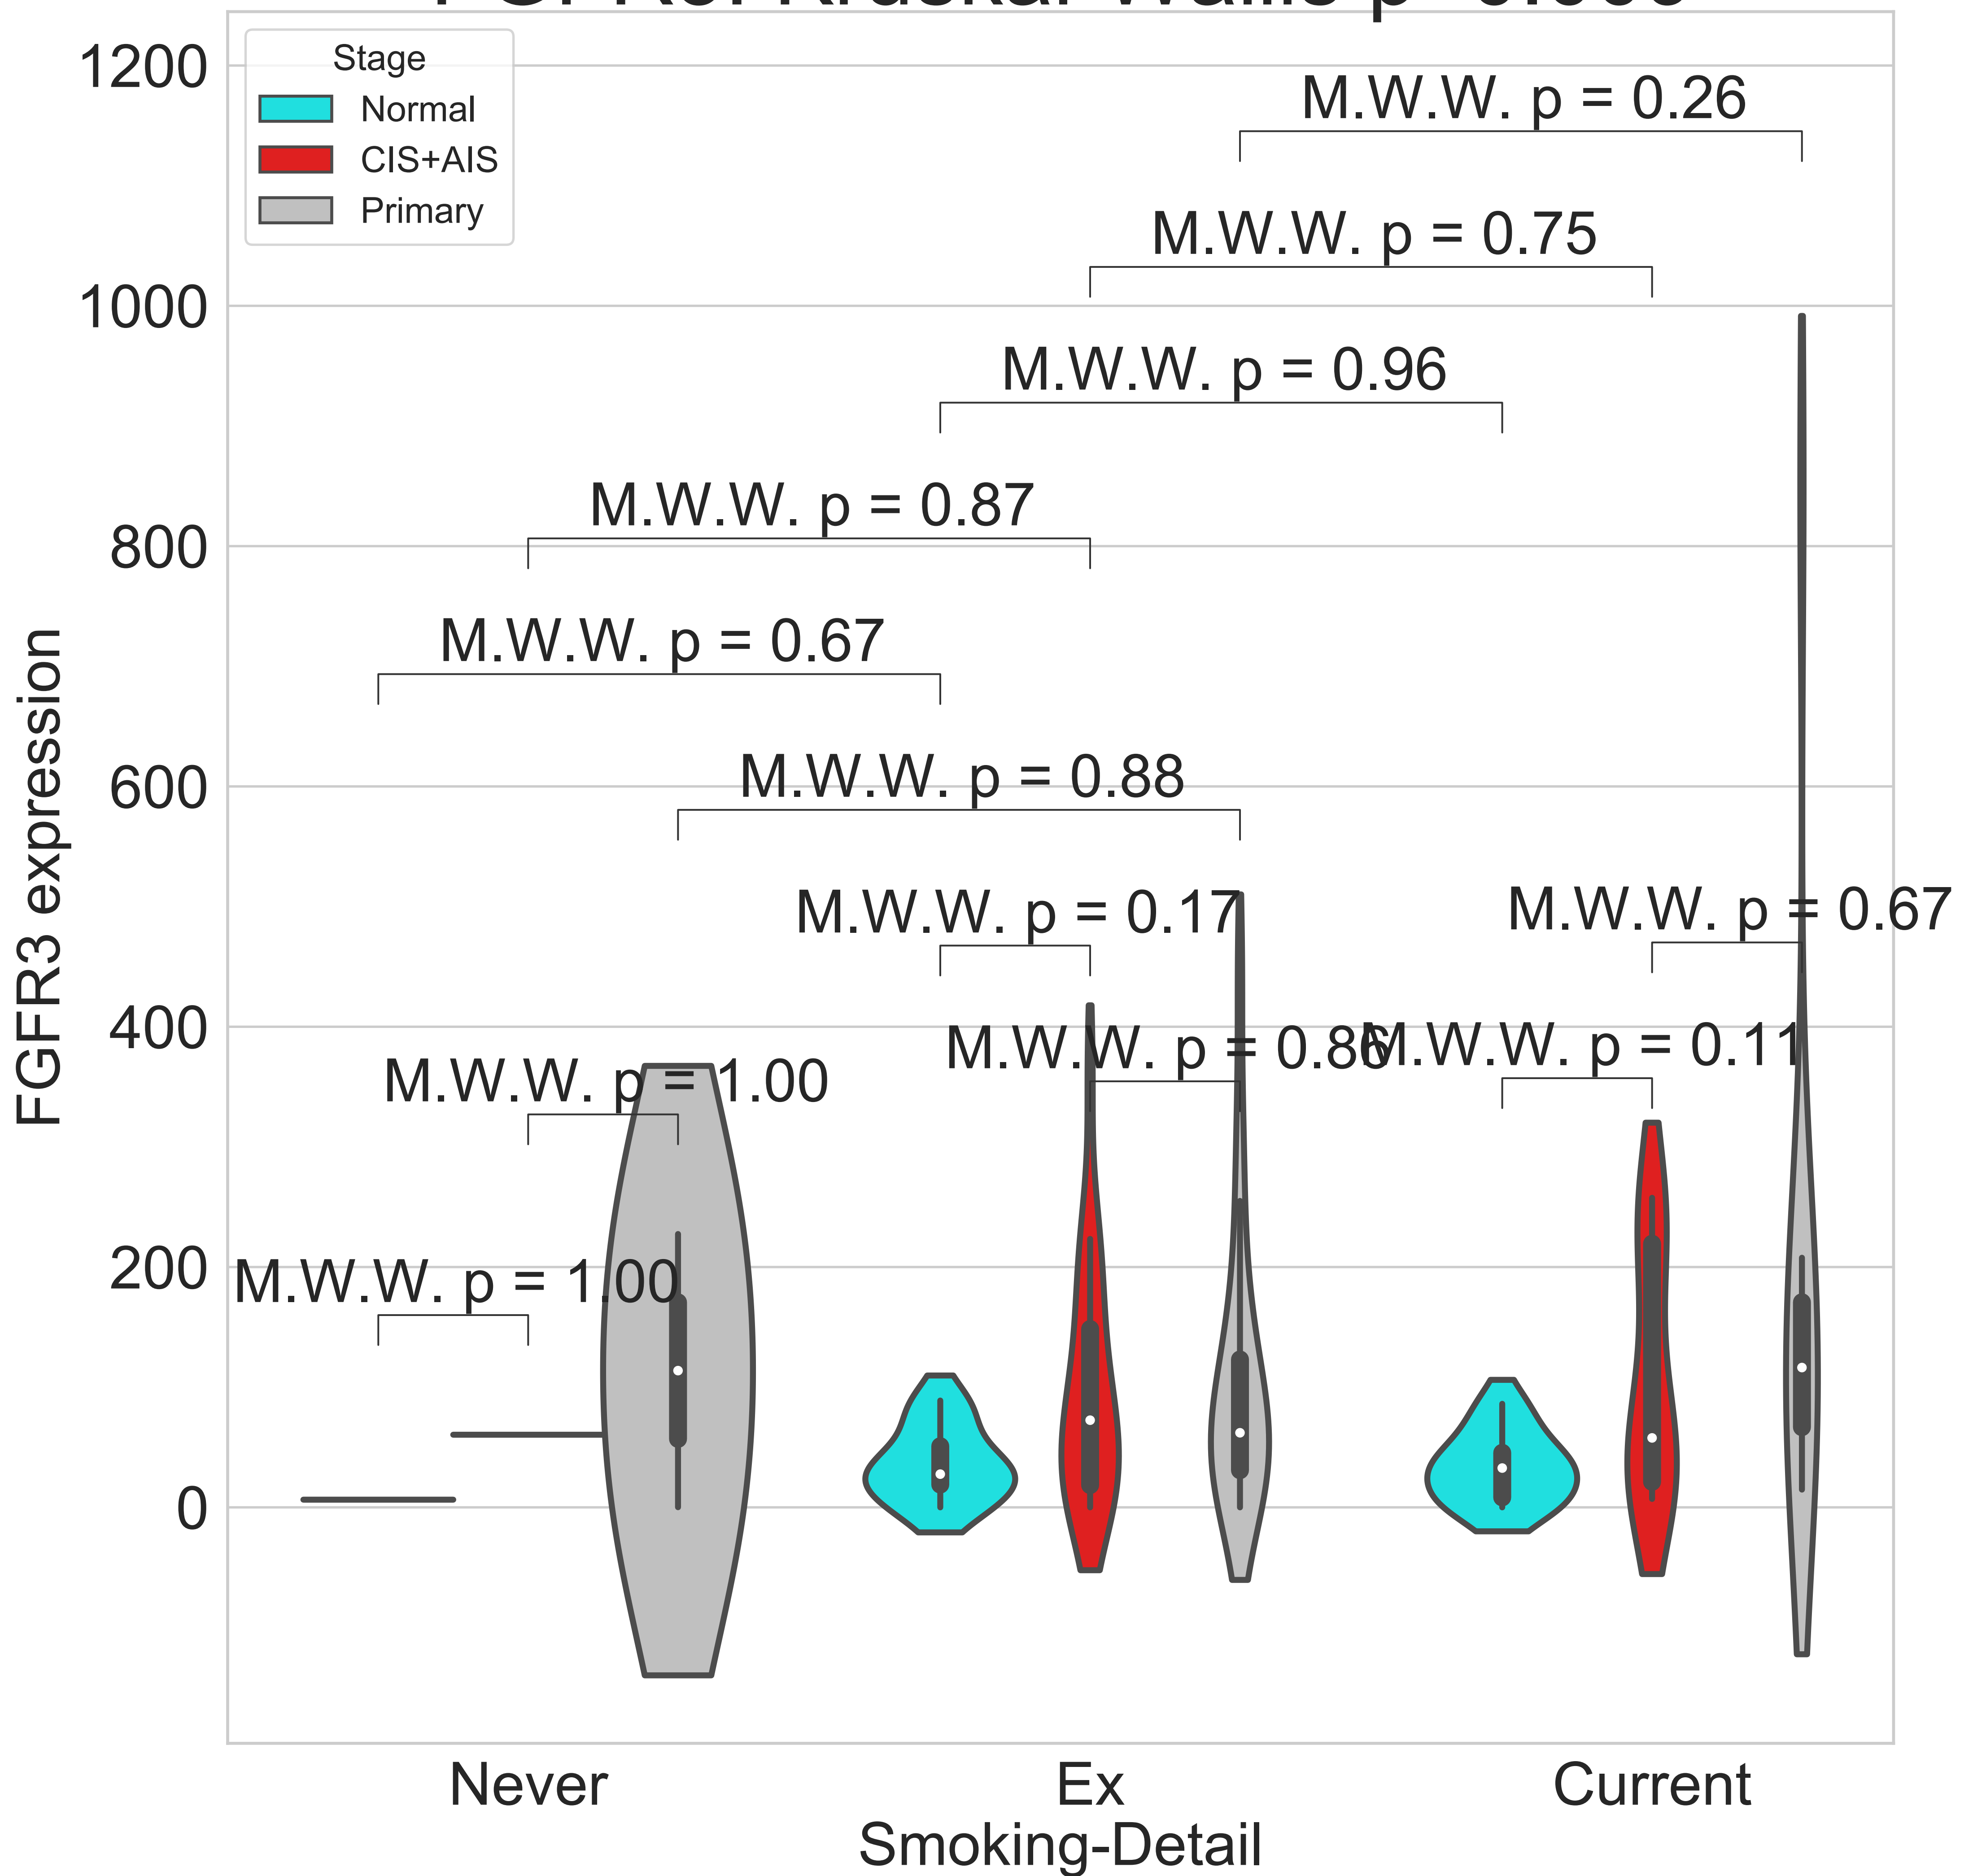 1200
1000
800
600
400
200
0
FGFR3 expression
Stage
Normal
CIS+AIS
Primary
M.W.W. p = 0.26
M.W.W. p = 0.75
M.W.W. p = 0.96
M.W.W. p = 0.87
M.W.W. p = 0.67
M.W.W. p = 0.88
M.W.W. p = 0.17
M.W.W. p = 0.67
M.W.W. p = 0.86
M.W.W. p = 0.11
M.W.W. p = 1.00
M.W.W. p = 1.00
Never
Ex
Current
Smoking-Detail